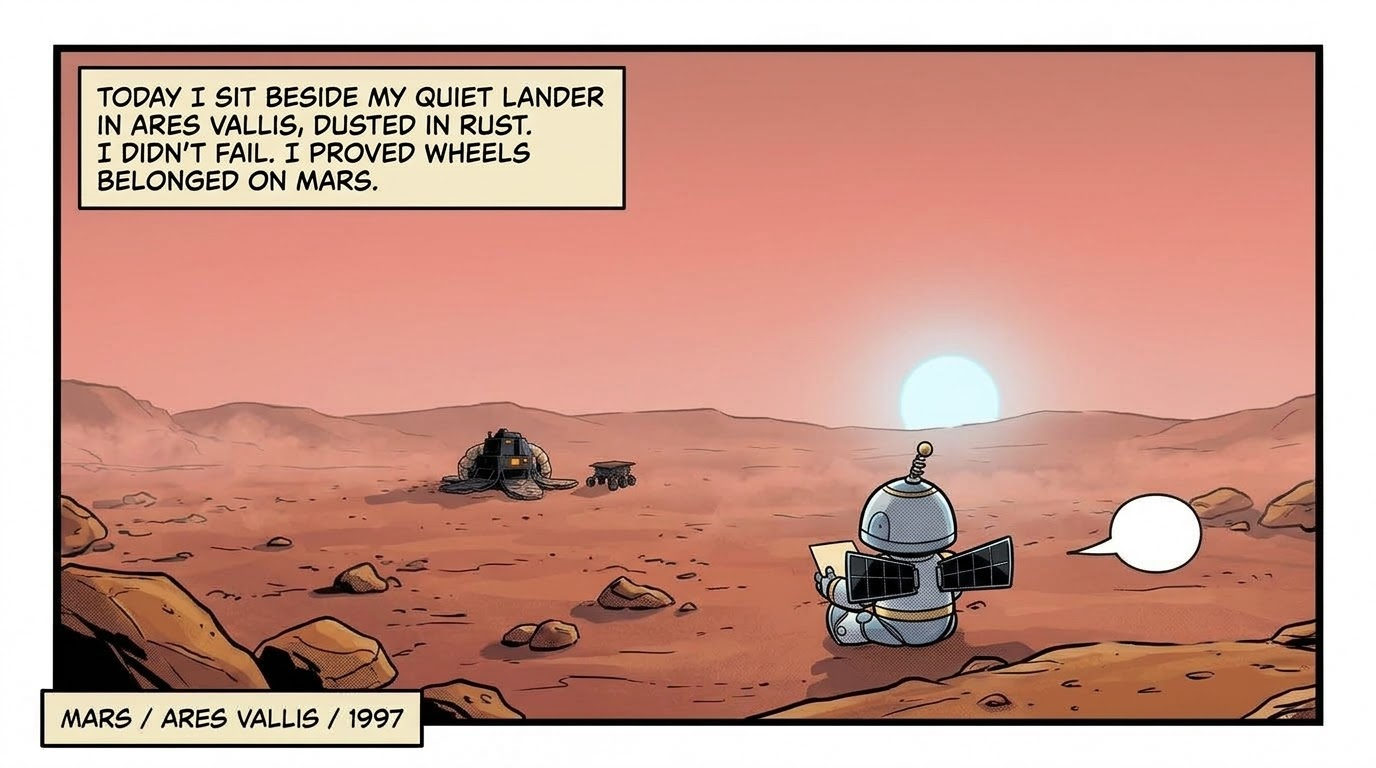 TODAY I SIT BESIDE MY QUIET LANDER
IN ARES VALLIS, DUSTED IN RUST.
I DIDN'T FAIL. I PROVED WHEELS
BELONGED ON MARS.
MARS / ARES VALLIS / 1997